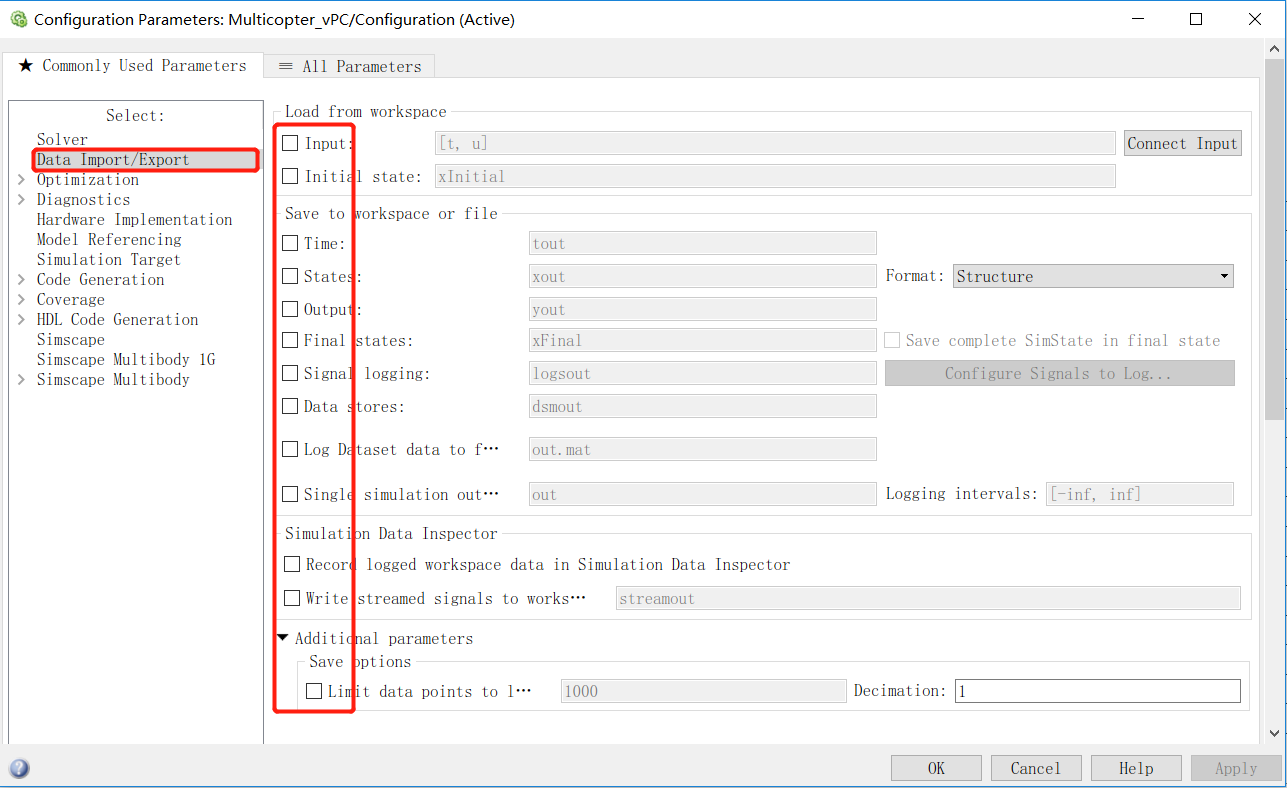 Configuration Parameters: Multicopter_vPC/Configuration (Active)
★ Commonly Used Parameters
All Parameters
Select:
Solver
Data Import/Export
Optimization
Diagnostics
Hardware Implementation
Model Referencing
Simulation Target
Code Generation
Coverage
HDL Code Generation
Simscape
Simscape Multibody 1G
Simscape Multibody
Load from workspace
Input: [t, u] Connect Input
Initial state: xInitial
Save to workspace or file
Time: tout
States: xout Format: Structure
Output: yout
Final states: xFinal Save complete SimState in final state
Signal logging: logsout Configure Signals to Log...
Data stores: dsmout
Log Dataset data to f… out.mat
Single simulation out… out Logging intervals: [-inf, inf]
Simulation Data Inspector
Record logged workspace data in Simulation Data Inspector
Write streamed signals to works… streamout
Additional parameters
Save options
Limit data points to l… 1000 Decimation: 1
? OK Cancel Help Apply